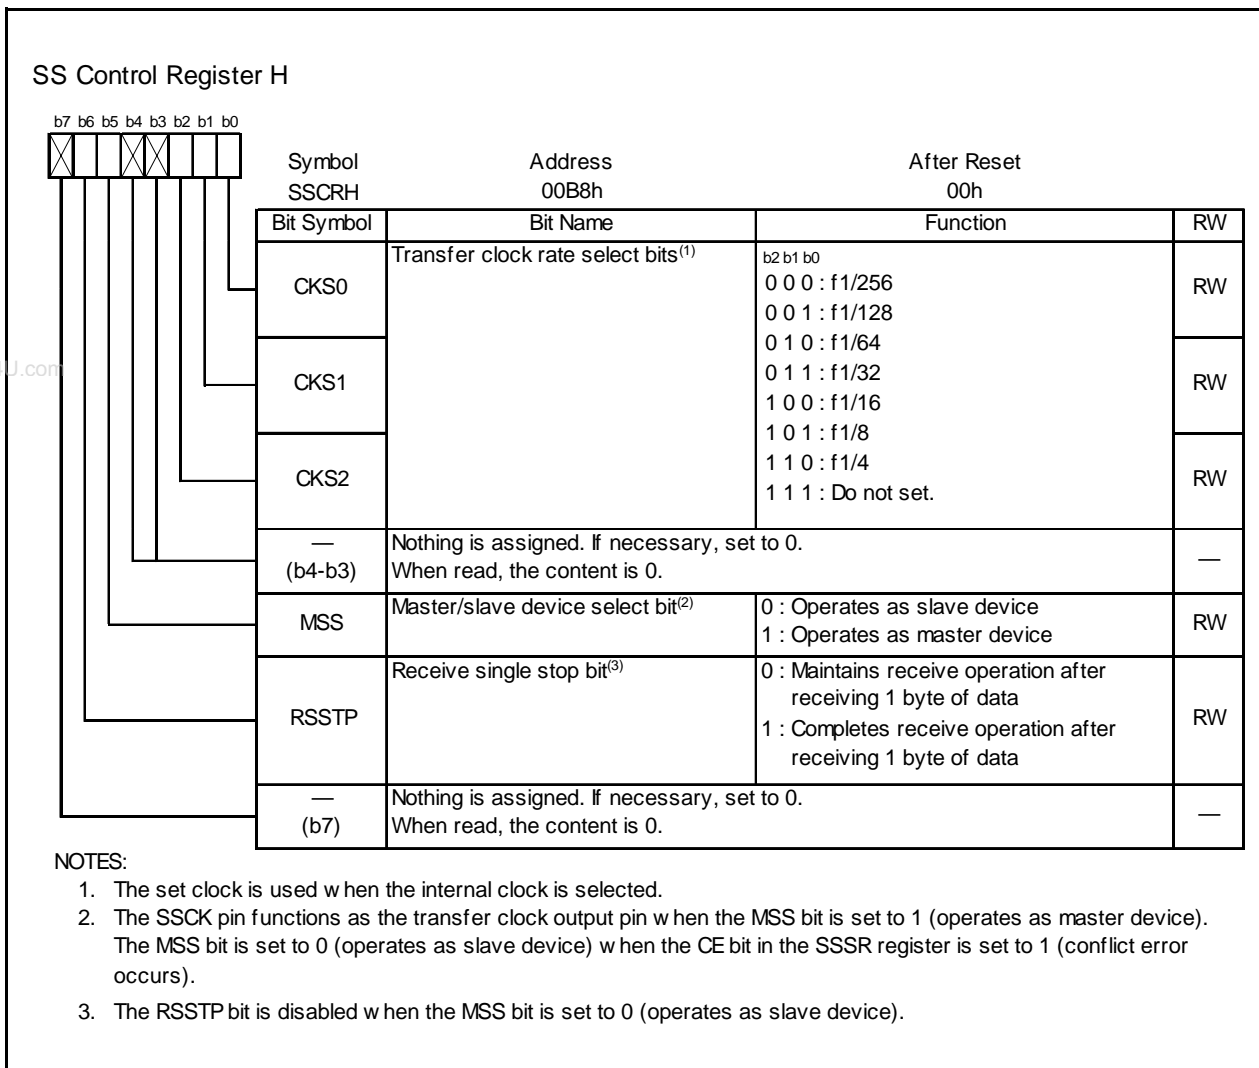 SS Control Register H
b7 b6 b5 b4 b3 b2 b1 b0
Symbol Address After Reset
SSCRH 00B8h 00h
Bit Symbol Bit Name Function RW
CKS0 Transfer clock rate select bits(1) b2 b1 b0
0 0 0 : f1/256 RW
0 0 1 : f1/128
0 1 0 : f1/64
CKS1 0 1 1 : f1/32 RW
1 0 0 : f1/16
1 0 1 : f1/8
CKS2 1 1 0 : f1/4 RW
1 1 1 : Do not set.
— Nothing is assigned. If necessary, set to 0. —
(b4-b3) When read, the content is 0.
MSS Master/slave device select bit(2) 0 : Operates as slave device RW
1 : Operates as master device
RSSTP Receive single stop bit(3) 0 : Maintains receive operation after RW
receiving 1 byte of data
1 : Completes receive operation after
receiving 1 byte of data
— Nothing is assigned. If necessary, set to 0. —
(b7) When read, the content is 0.
NOTES:
1. The set clock is used when the internal clock is selected.
2. The SSCK pin functions as the transfer clock output pin when the MSS bit is set to 1 (operates as master device).
The MSS bit is set to 0 (operates as slave device) when the CE bit in the SSSR register is set to 1 (conflict error
occurs).
3. The RSSTP bit is disabled when the MSS bit is set to 0 (operates as slave device).
U.com